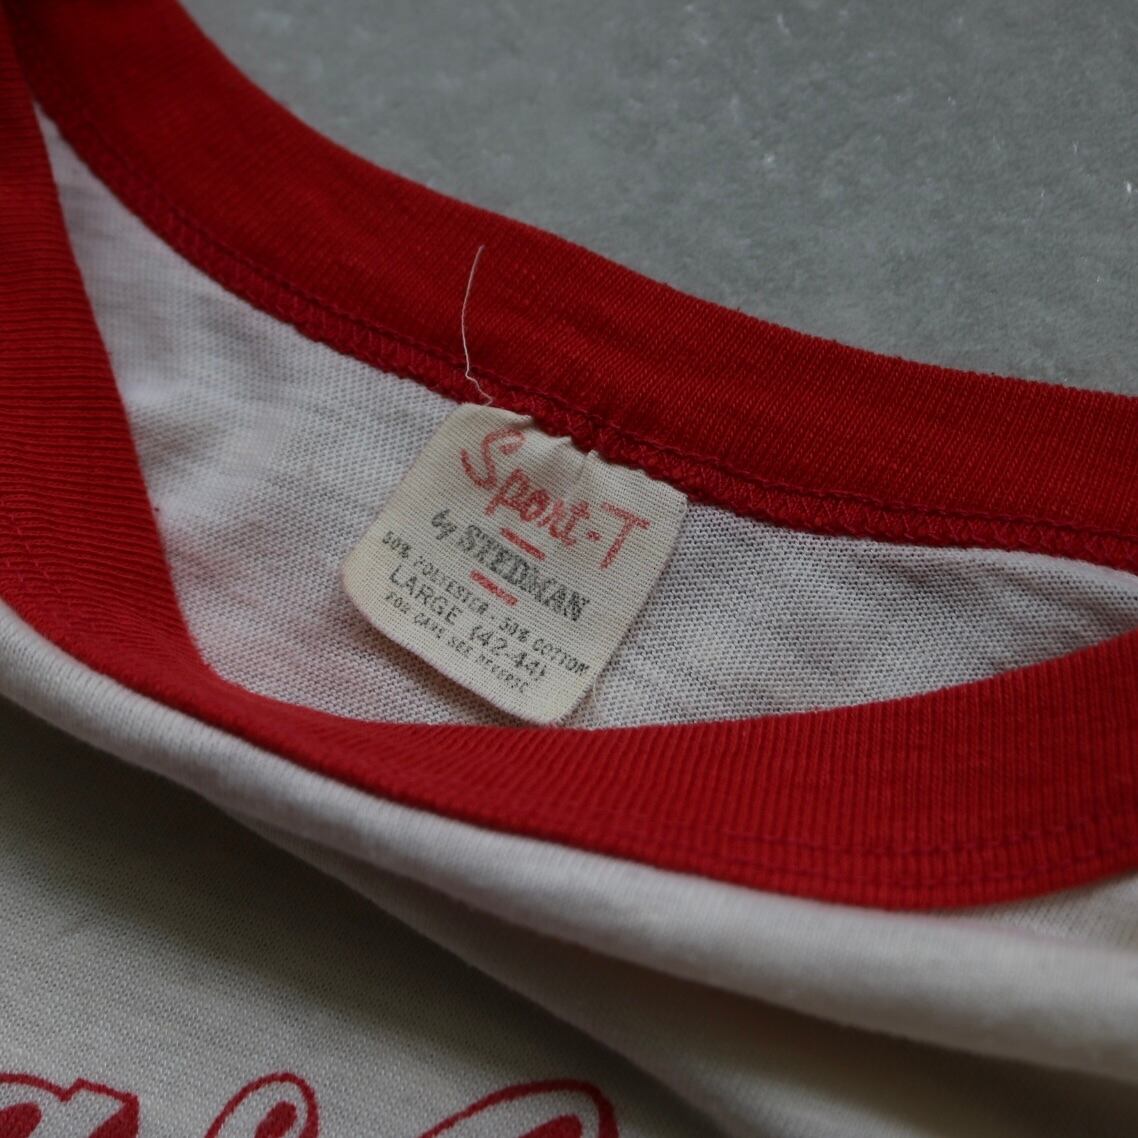 Sport-T
by STEDMAN
50% POLYESTER - 50% COTTON
LARGE (42-44)
FOR CARE SEE REVERSE